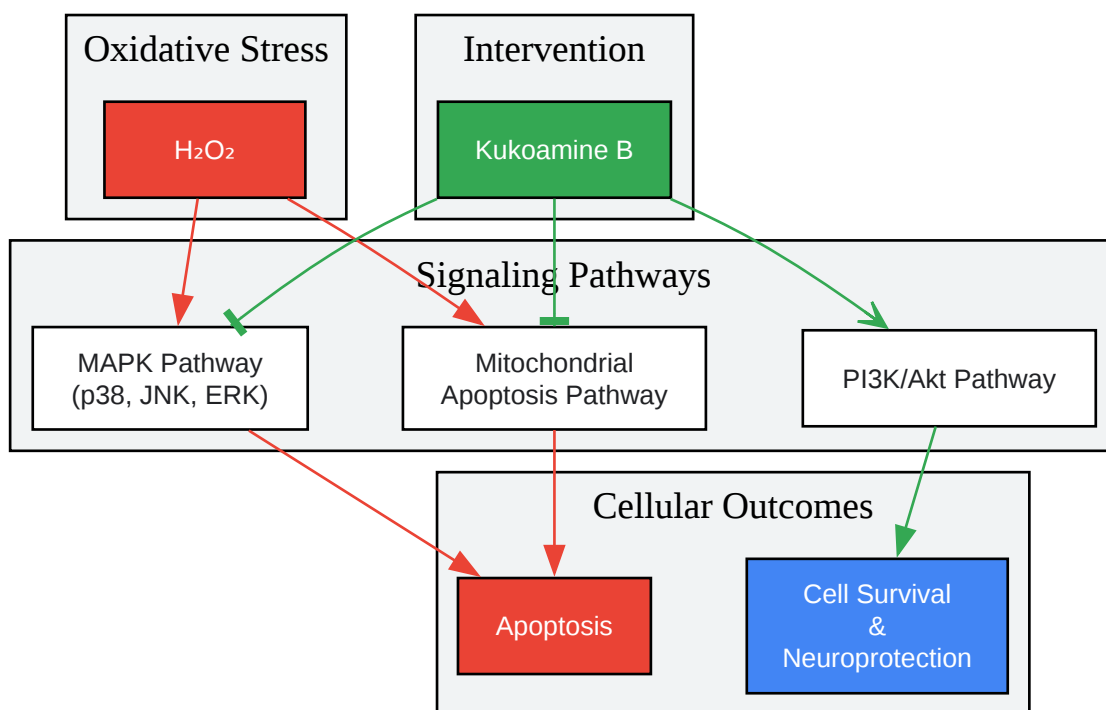 Oxidative Stress
Intervention
H₂O₂
Kukoamine B
Signaling Pathways
MAPK Pathway
(p38, JNK, ERK)
Mitochondrial
Apoptosis Pathway
PI3K/Akt Pathway
Cellular Outcomes
Apoptosis
Cell Survival
&
Neuroprotection